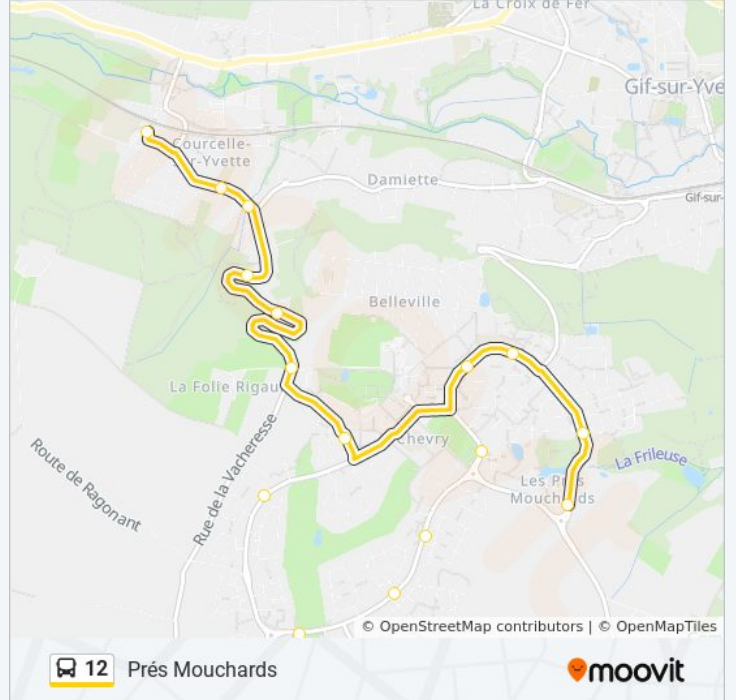 La Croix de Fer
Gif-sur-Yve
Courcelle-
sur-Yvette
Damiette
Gif-sur-
Belleville
La Folie Rigau
Chevry
La Frileuse
Les Prés
Mouchards
Route de Ragonant
Rue de la Vacheresse
© OpenStreetMap contributors | © OpenMapTiles
12 Prés Mouchards
moovit